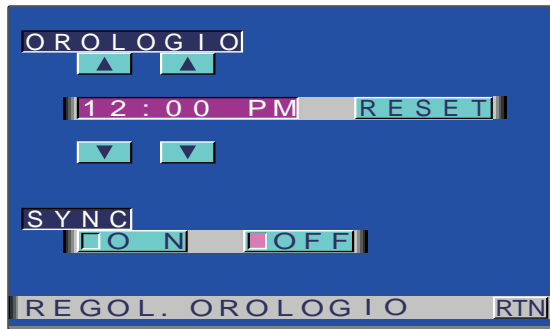 OROLOGIO
▲ ▲
12:00 PM RESET
▼ ▼
SYNC
ON OFF
REGOL. OROLOGIO RTN